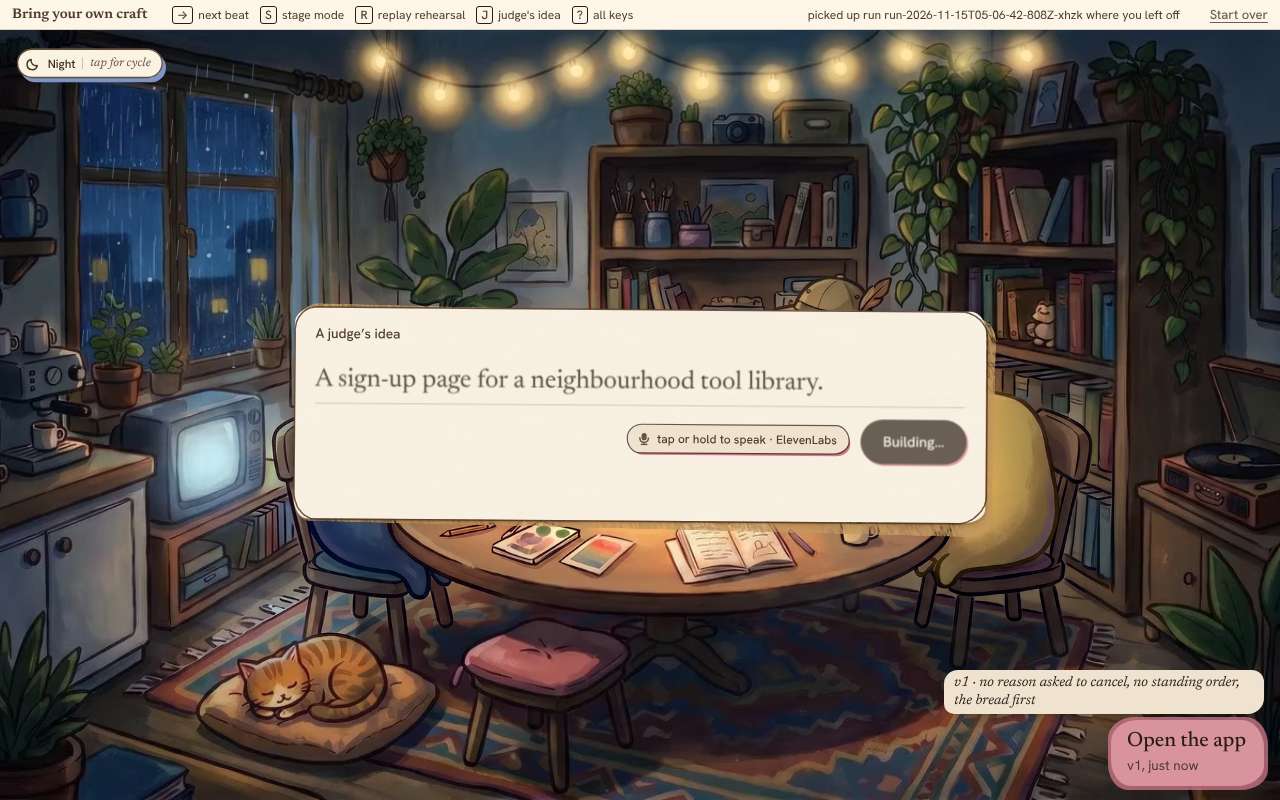 Bring your own craft → next beat S stage mode R replay rehearsal J judge's idea ? all keys picked up run run-2026-11-15T05-06-42-808Z-xhzk where you left off Start over
Night tap for cycle
A judge's idea
A sign-up page for a neighbourhood tool library.
tap or hold to speak · ElevenLabs Building...
v1 · no reason asked to cancel, no standing order,
the bread first
Open the app
v1, just now